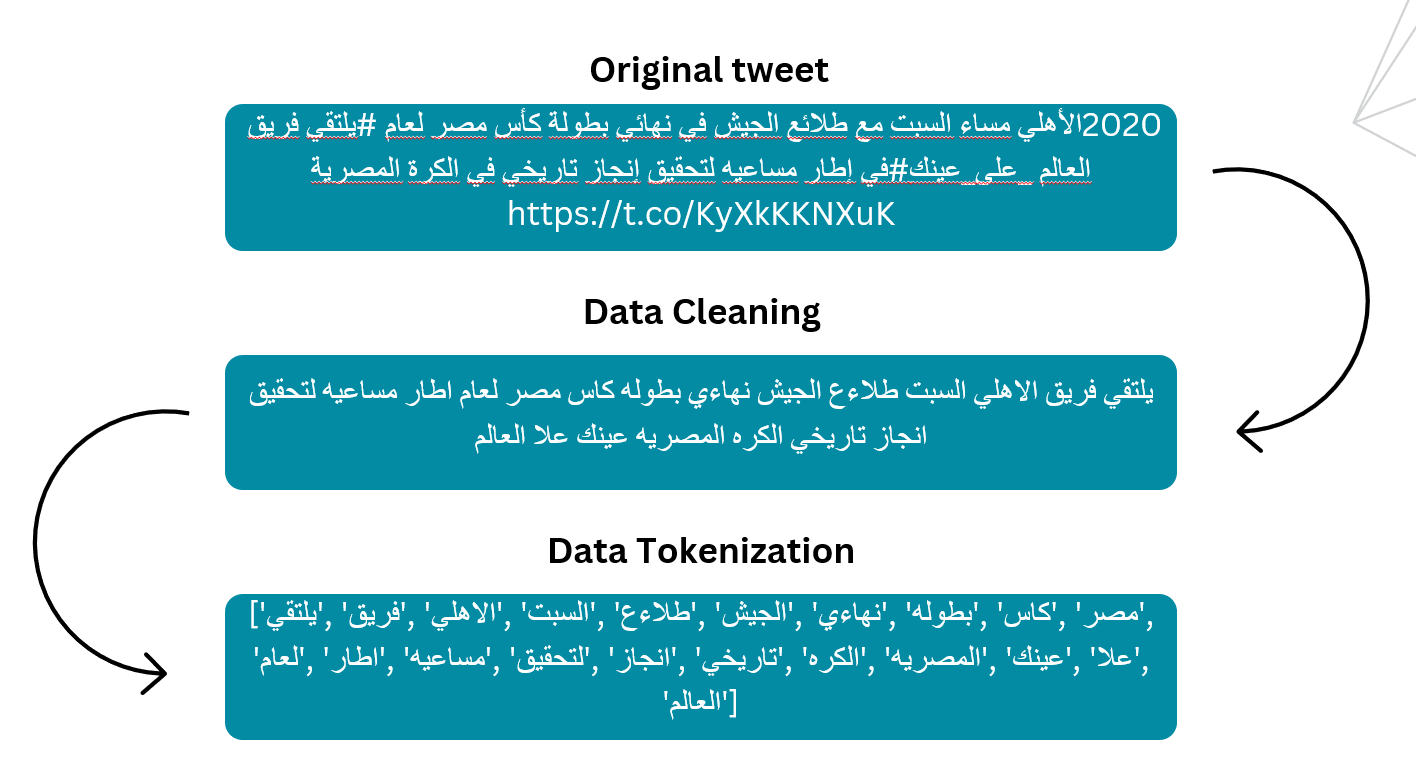 Original tweet
2020الأهلي مساء السبت مع طلائع الجيش في نهائي بطولة كأس مصر لعام #يلتقي فريق
العالم _على_عينك#في إطار مساعيه لتحقيق إنجاز تاريخي في الكرة المصرية
https://t.co/KyXkKKNXuK
Data Cleaning
يلتقي فريق الاهلي السبت طلاءع الجيش نهاءي بطوله كاس مصر لعام اطار مساعيه لتحقيق
انجاز تاريخي الكره المصريه عينك علا العالم
Data Tokenization
['يلتقي', 'فريق', 'الاهلي', 'السبت', 'طلاءع', 'الجيش', 'نهاءي', 'بطوله', 'كاس', 'مصر',
'لعام', 'اطار', 'مساعيه', 'لتحقيق', 'انجاز', 'تاريخي', 'الكره', 'المصريه', 'عينك', 'علا',
'العالم']